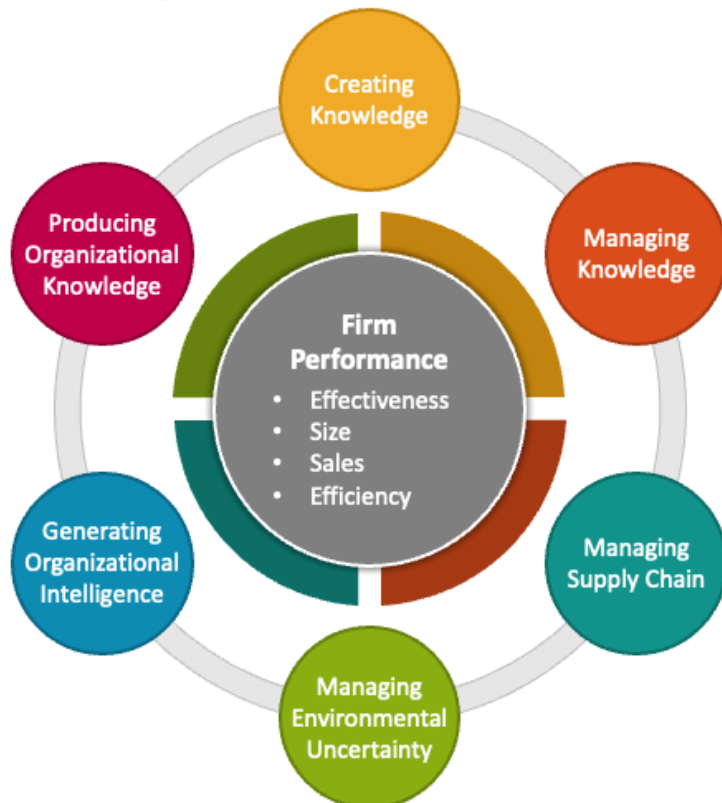 Creating
Knowledge
Managing
Knowledge
Managing
Supply Chain
Managing
Environmental
Uncertainty
Generating
Organizational
Intelligence
Producing
Organizational
Knowledge
Firm
Performance
• Effectiveness
• Size
• Sales
• Efficiency